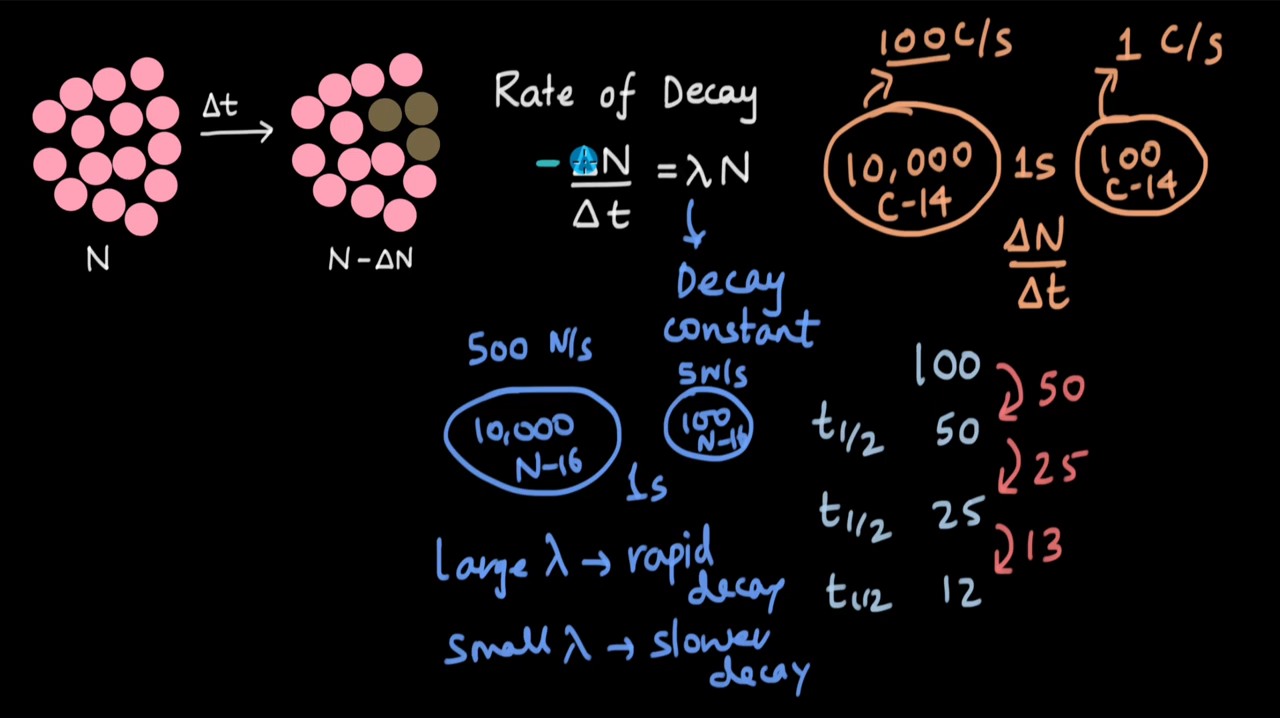 Δt
N
N-ΔN
Rate of Decay
-ΔN
Δt
= λ N
Decay
constant
500 N/s
10,000
N-16
5N/s
100
N-16
1s
large λ → rapid
decay
small λ → slower
decay
100 C/s
10,000
C-14
1s
1 C/s
100
C-14
ΔN
Δt
100
50
t1/2 50
25
t1/2 25
13
t1/2 12